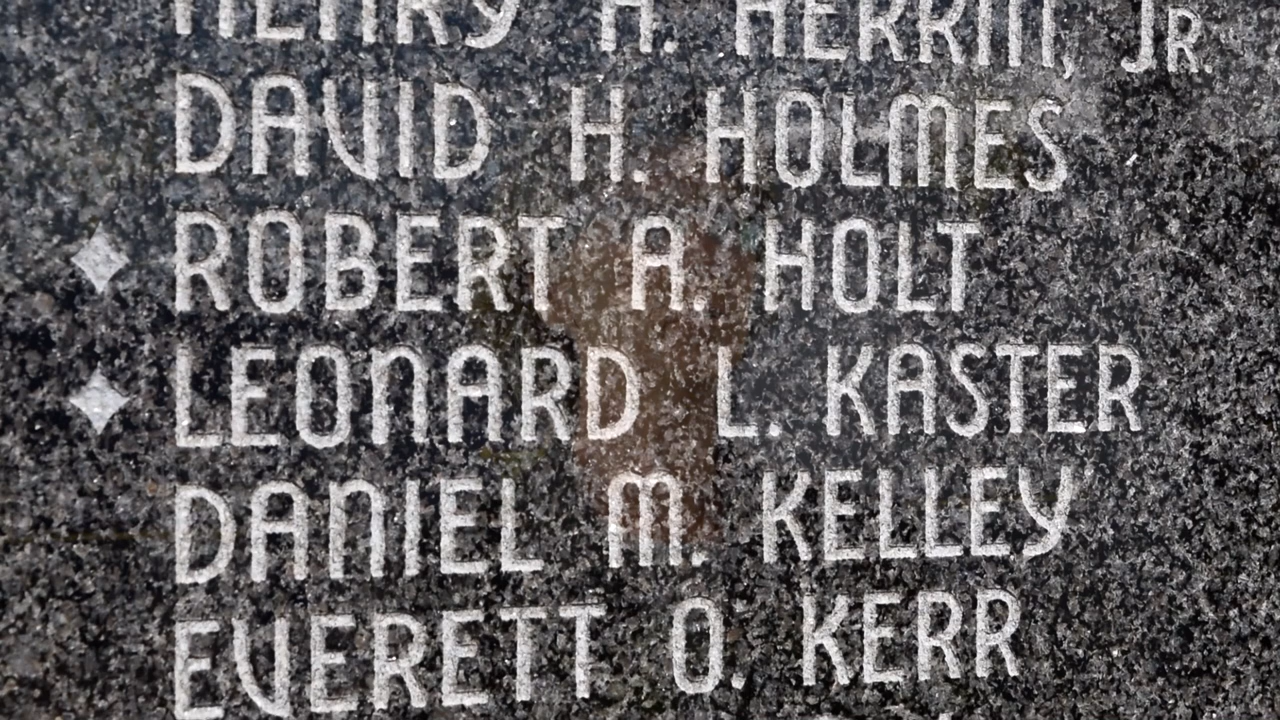 HENRY A. HERRIN, JR.
DAVID H. HOLMES
ROBERT A. HOLT
LEONARD L. KASTER
DANIEL M. KELLEY
EVERETT O. KERR